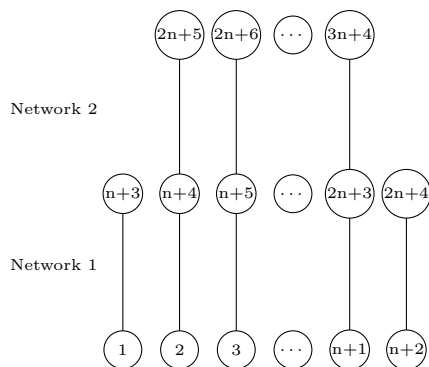 2n+5 2n+6 ... 3n+4
Network 2
n+3 n+4 n+5 ... 2n+3 2n+4
Network 1
1 2 3 ... n+1 n+2